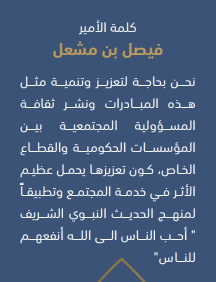 كلمة الأمير
فيصل بن مشعل
نحن بحاجة لتعزيز وتنمية مثل
هذه المبادرات ونشر ثقافة
المسؤولية المجتمعية بين
المؤسسات الحكومية والقطاع
الخاص، كون تعزيزها يحمل عظيم
الأثر في خدمة المجتمع وتطبيقاً
لمنهج الحديث النبوي الشريف
" أحب الناس الى الله أنفعهم
للناس"